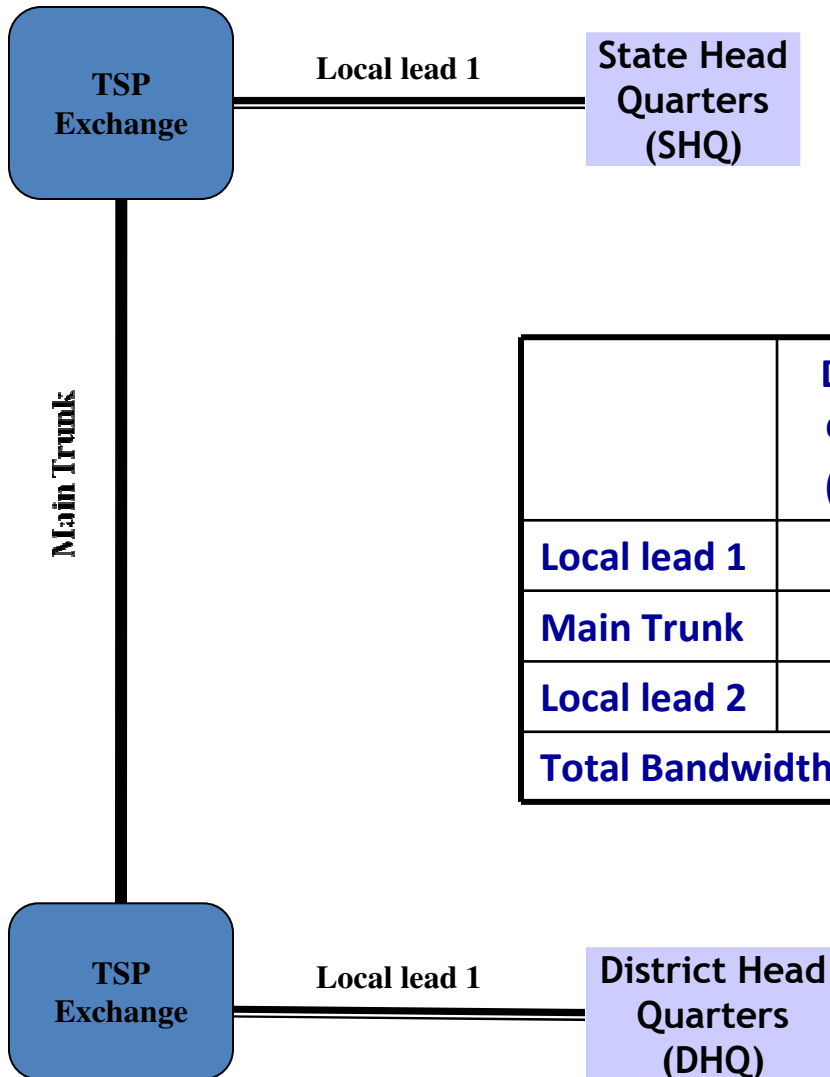 TSP
Exchange
Local lead 1
State Head
Quarters
(SHQ)
Main Trunk
Local lead 1
Main Trunk
Local lead 2
Total Bandwidth
TSP
Exchange
Local lead 1
District Head
Quarters
(DHQ)